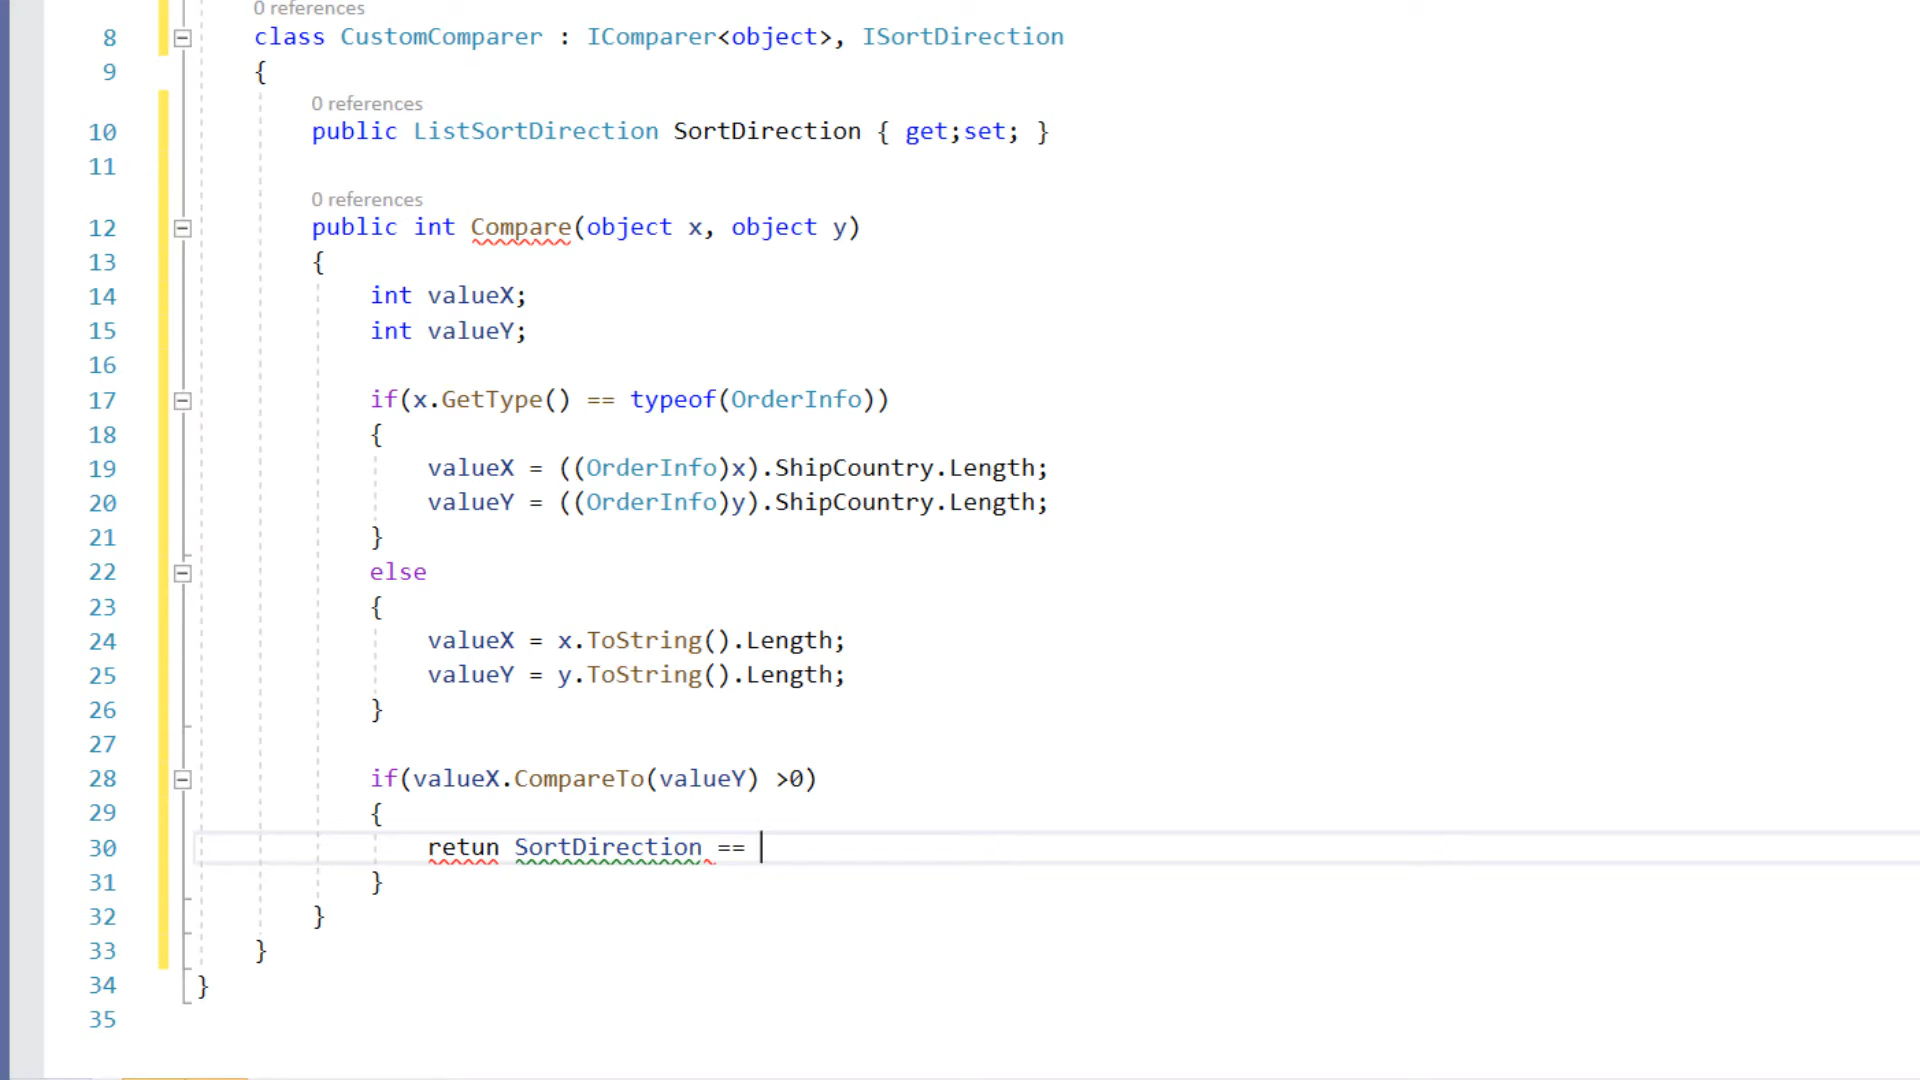 0 references
8 class CustomComparer : IComparer<object>, ISortDirection
9 {
0 references
10 public ListSortDirection SortDirection { get;set; }
11
0 references
12 public int Compare(object x, object y)
13 {
14 int valueX;
15 int valueY;
16
17 if(x.GetType() == typeof(OrderInfo))
18 {
19 valueX = ((OrderInfo)x).ShipCountry.Length;
20 valueY = ((OrderInfo)y).ShipCountry.Length;
21 }
22 else
23 {
24 valueX = x.ToString().Length;
25 valueY = y.ToString().Length;
26 }
27
28 if(valueX.CompareTo(valueY) >0)
29 {
30 retun SortDirection ==
31 }
32 }
33 }
34 }
35